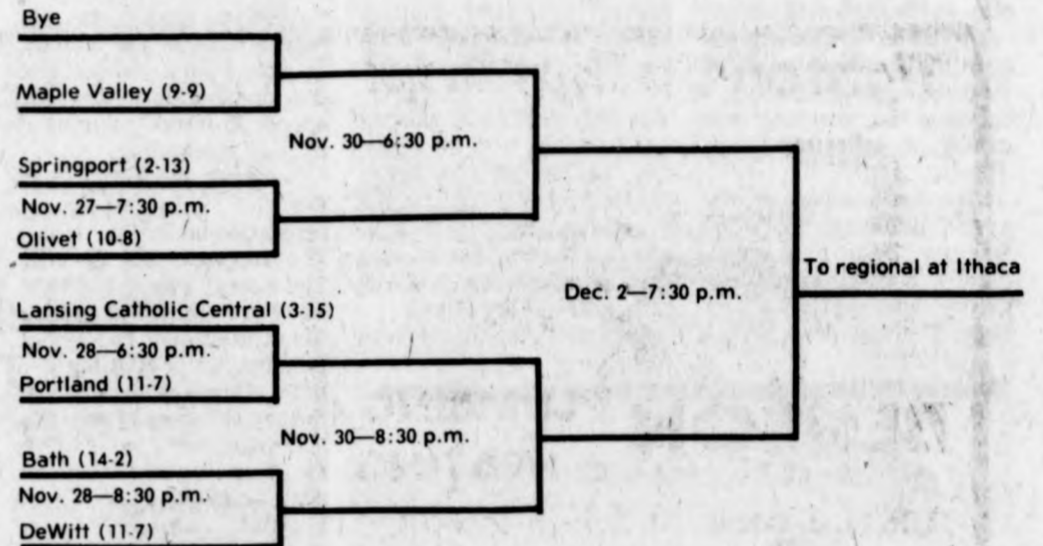 Bye
Maple Valley (9-9)
Nov. 30—6:30 p.m.
Springport (2-13)
Nov. 27—7:30 p.m.
Olivet (10-8)
To regional at Ithaca
Dec. 2—7:30 p.m.
Lansing Catholic Central (3-15)
Nov. 28—6:30 p.m.
Portland (11-7)
Nov. 30—8:30 p.m.
Bath (14-2)
Nov. 28—8:30 p.m.
DeWitt (11-7)